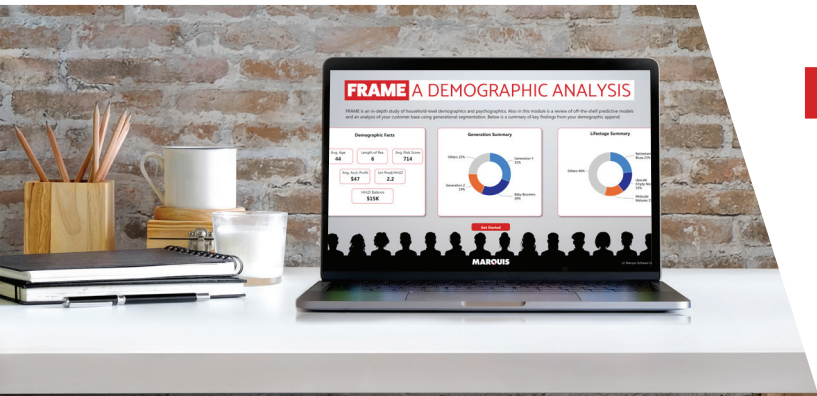 FRAME A DEMOGRAPHIC ANALYSIS
FRAME is an in-depth study of household-level demographics and psychographics. Also in this module is a review of off-the-shelf predictive models
and an analysis of your customer base using generational segmentation. Below is a summary of key findings from your demographic append.
Demographic Facts
Avg. Age
44
Length of Res.
6
Avg. Risk Score
714
Avg. Acct. Profit
$47
Uni Prod/HHLD
2.2
HHLD Balance
$15K
Generation Summary
Others 25%
Generation Y
31%
Generation Z
Baby Boomers
Lifestage Summary
Others 44%
Get Started
MARQUIS